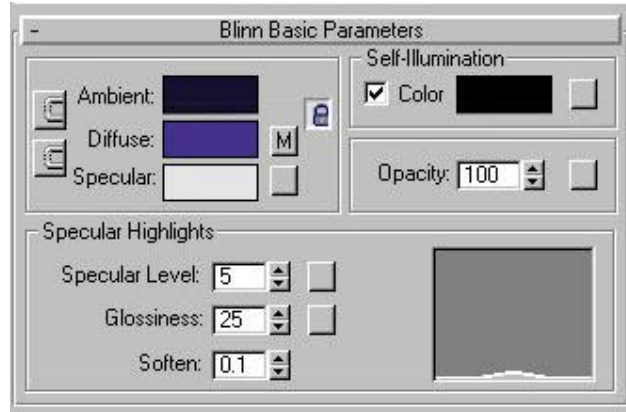 - Blinn Basic Parameters
Ambient:
Diffuse: M
Specular:
Self-Illumination
Color
Opacity: 100
Specular Highlights
Specular Level: 5
Glossiness: 25
Soften: 0.1